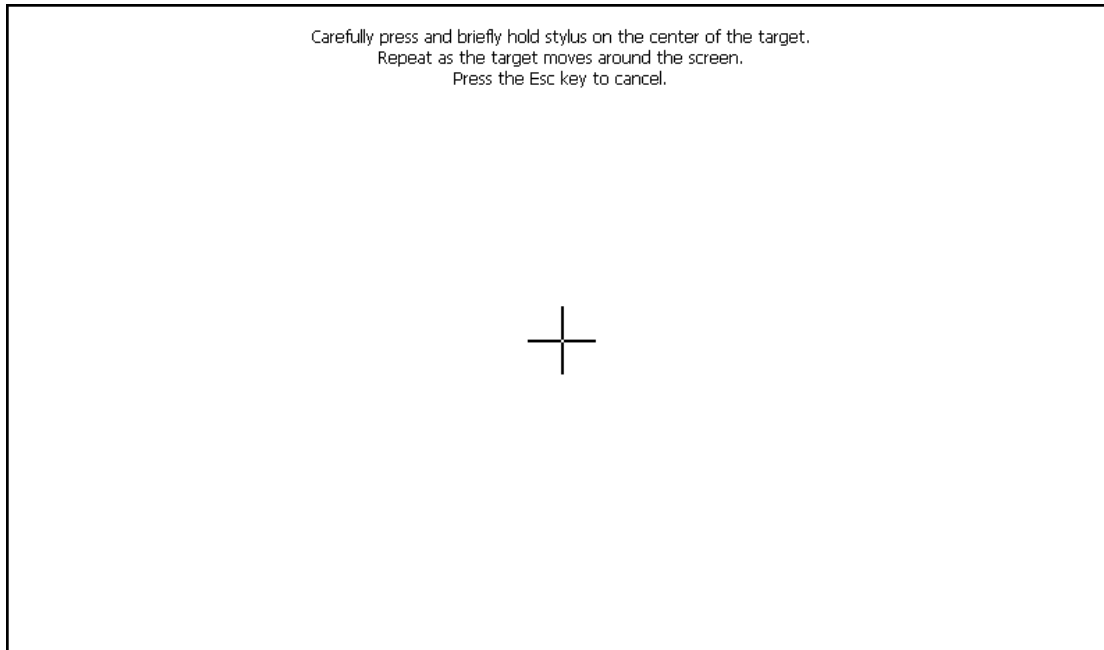 Carefully press and briefly hold stylus on the center of the target.
Repeat as the target moves around the screen.
Press the Esc key to cancel.